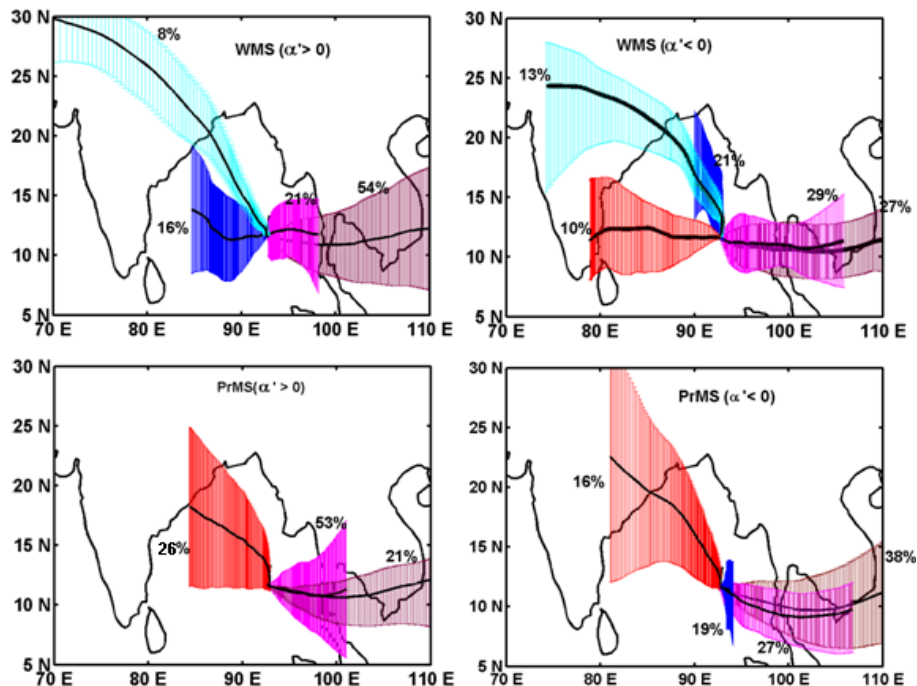 30 N
25 N
20 N
15 N
10 N
5 N
70 E
80 E
90 E
100 E
110 E
8%
WMS (α'> 0)
16%
21%
54%
30 N
25 N
20 N
15 N
10 N
5 N
70 E
80 E
90 E
100 E
110 E
WMS (α'<0)
13%
21%
29%
27%
10%
30 N
25 N
20 N
15 N
10 N
5 N
70 E
80 E
90 E
100 E
110 E
PrMS(α' > 0)
26%
53%
21%
30 N
25 N
20 N
15 N
10 N
5 N
70 E
80 E
90 E
100 E
110 E
PrMS (α'< 0)
16%
38%
19%
27%